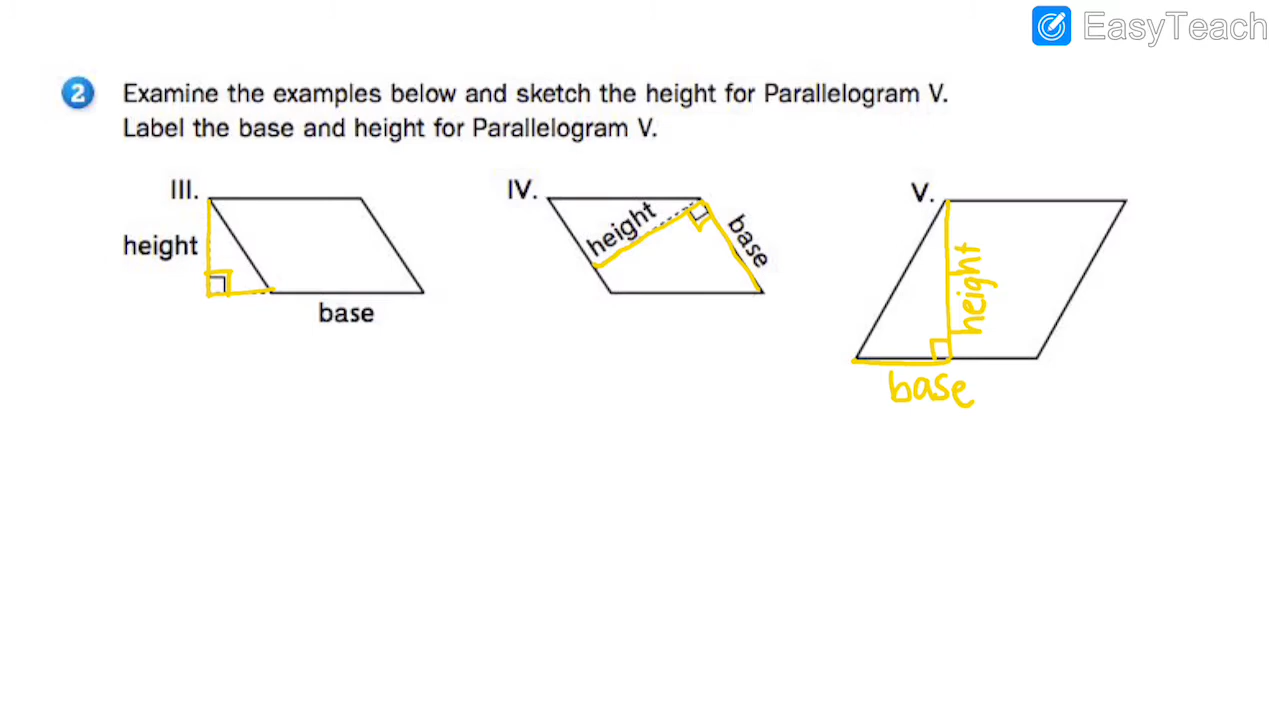 EasyTeach
2 Examine the examples below and sketch the height for Parallelogram V.
Label the base and height for Parallelogram V.
III.
height
base
IV.
height
base
V.
height
base